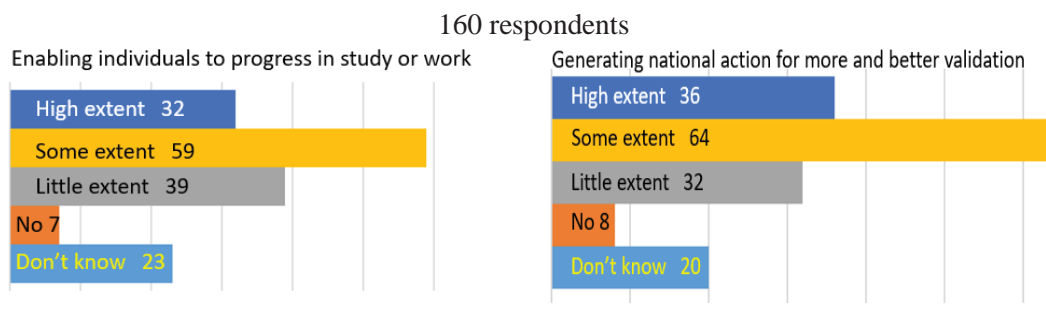 160 respondents
Enabling individuals to progress in study or work
High extent 32
Some extent 59
Little extent 39
No 7
Don't know 23
Generating national action for more and better validation
High extent 36
Some extent 64
Little extent 32
No 8
Don't know 20